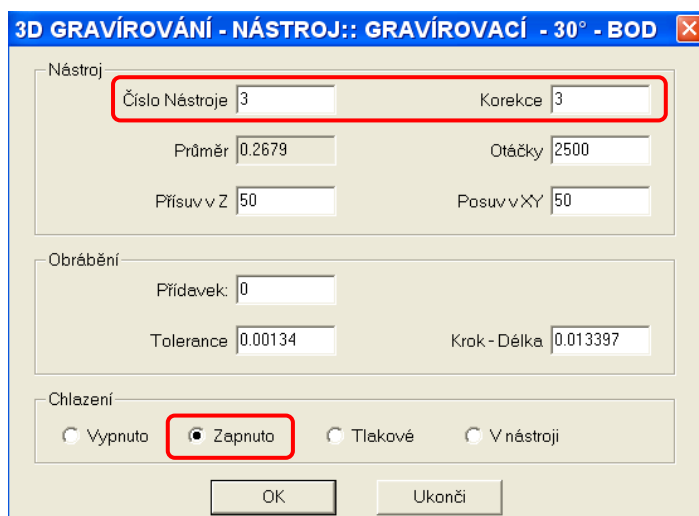 3D GRAVÍROVÁNÍ - NÁSTROJ:: GRAVÍROVACÍ - 30° - BOD
Nástroj
Číslo Nástroje 3 Korekce 3
Průměr 0.2679 Otáčky 2500
Přísuv v Z 50 Posuv v XY 50
Obrábění
Přídavek: 0
Tolerance 0.00134 Krok - Délka 0.013397
Chlazení
Vypnuto Zapnuto Tlakové V nástroji
OK Ukonči